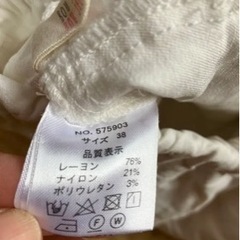 NO. 575903
サイズ 38
品質表示
レーヨン 76%
ナイロン 21%
ポリウレタン 3%
F W